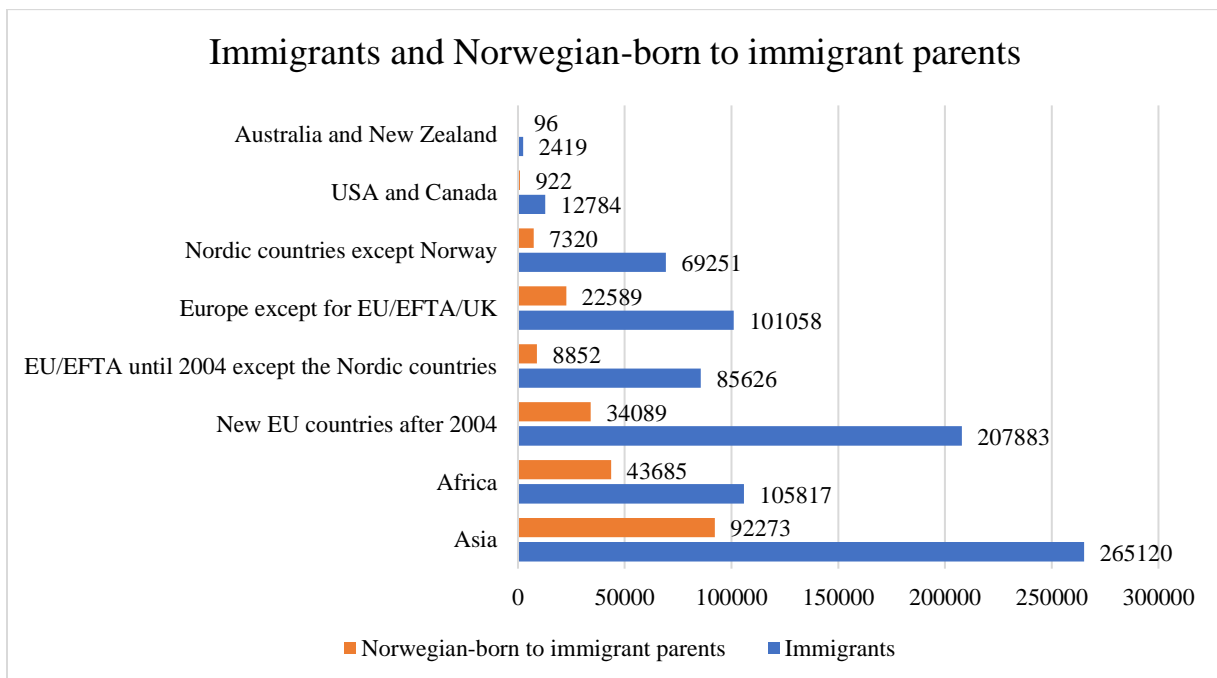 Immigrants and Norwegian-born to immigrant parents
Australia and New Zealand
96
2419
USA and Canada
922
12784
Nordic countries except Norway
7320
69251
Europe except for EU/EFTA/UK
22589
101058
EU/EFTA until 2004 except the Nordic countries
8852
85626
New EU countries after 2004
34089
207883
Africa
43685
105817
Asia
92273
265120
0 50000 100000 150000 200000 250000 300000
Norwegian-born to immigrant parents Immigrants